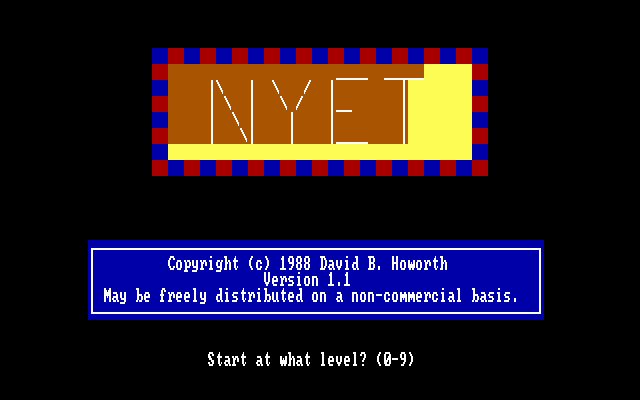 NYET
Copyright (c) 1988 David B. Howorth
Version 1.1
May be freely distributed on a non-commercial basis.
Start at what level? (0-9)